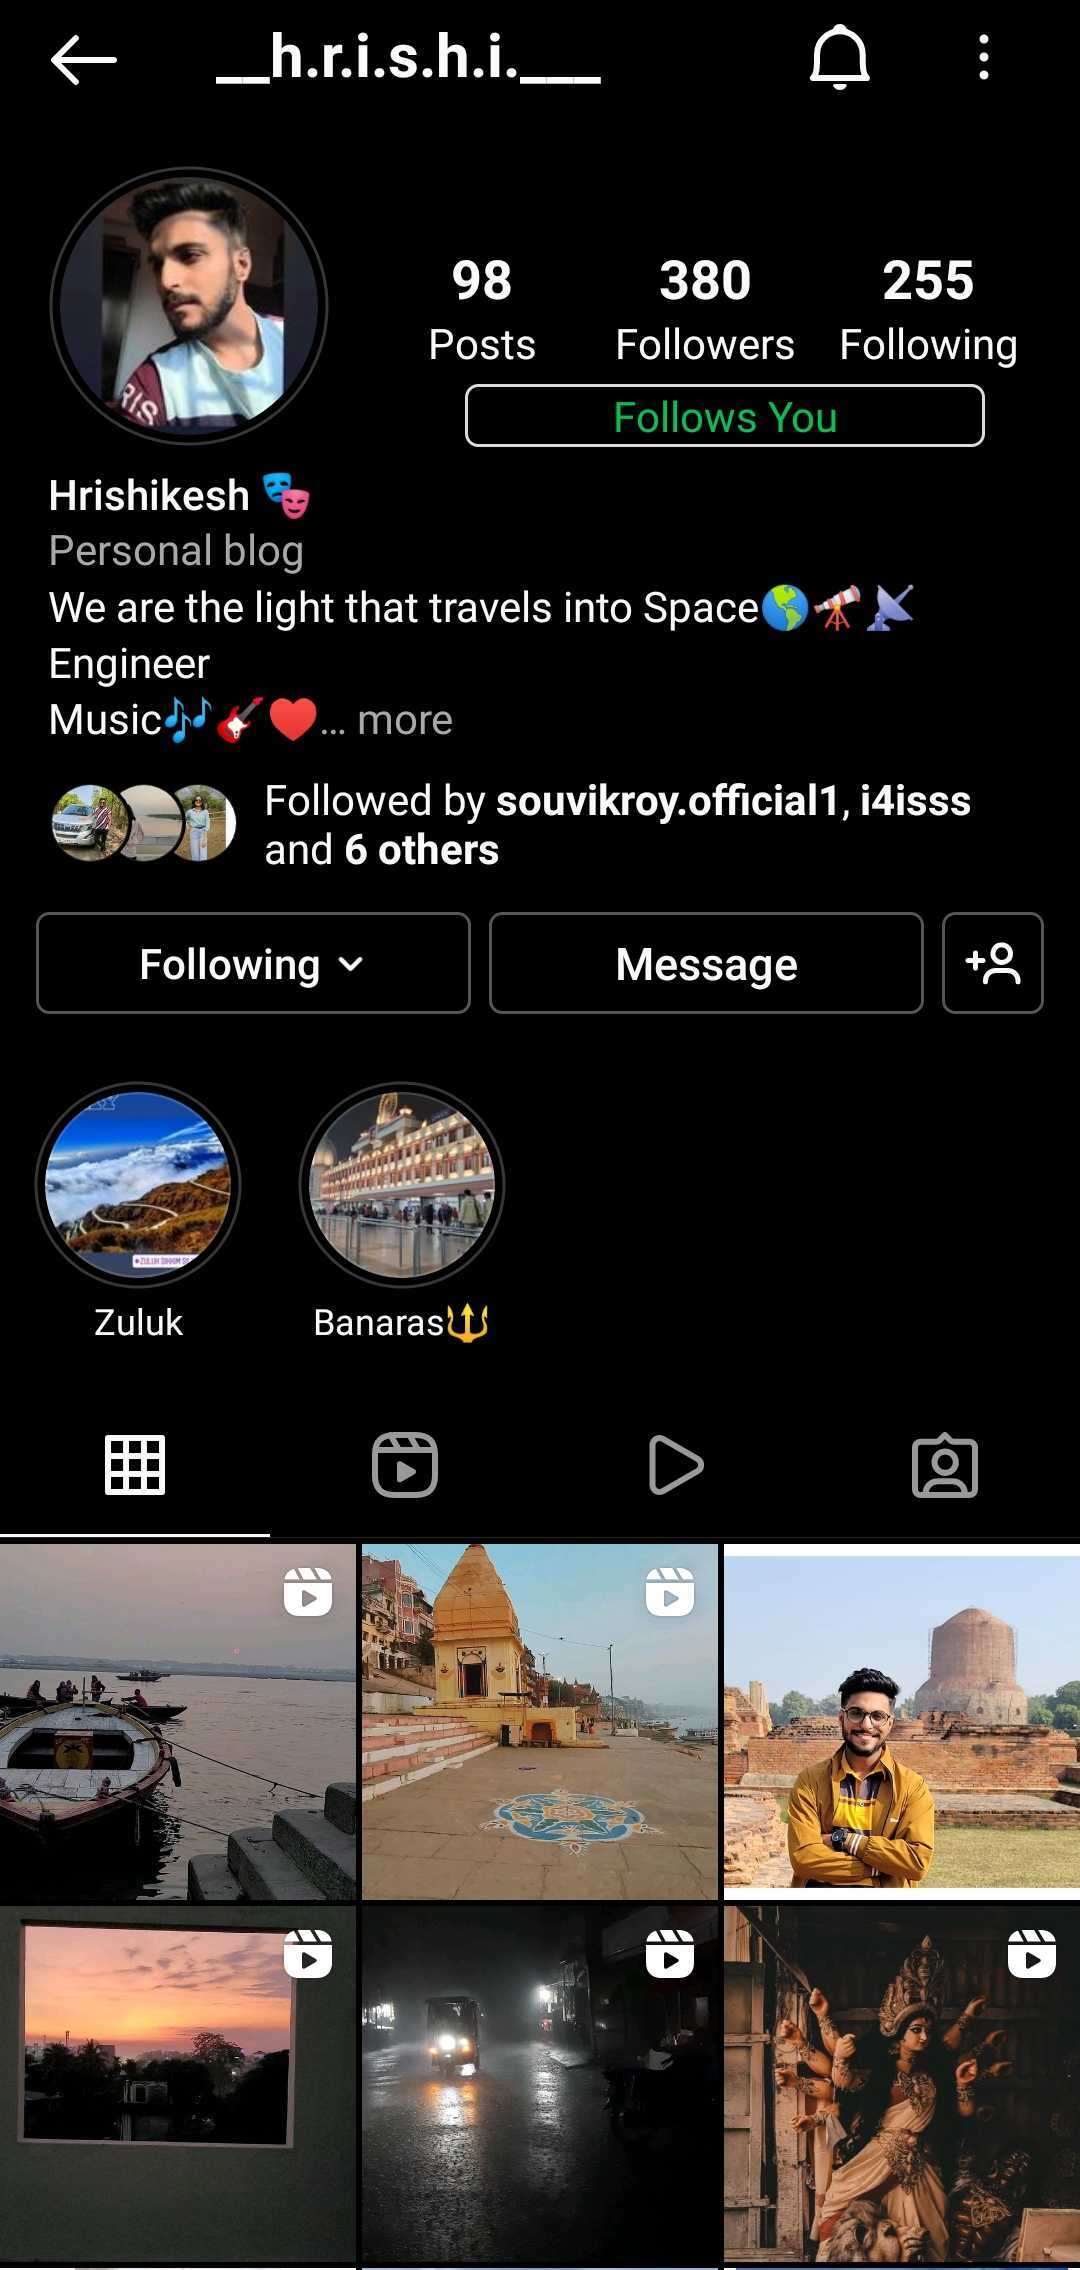 __h.r.i.s.h.i.___
98
Posts
380
Followers
255
Following
Follows You
Hrishikesh 🎭
Personal blog
We are the light that travels into Space🌎🔭📡
Engineer
Music🎶🎸❤️... more
Followed by souvikroy.official1, i4isss
and 6 others
Following
Message
Zuluk
Banaras🔱
RIS